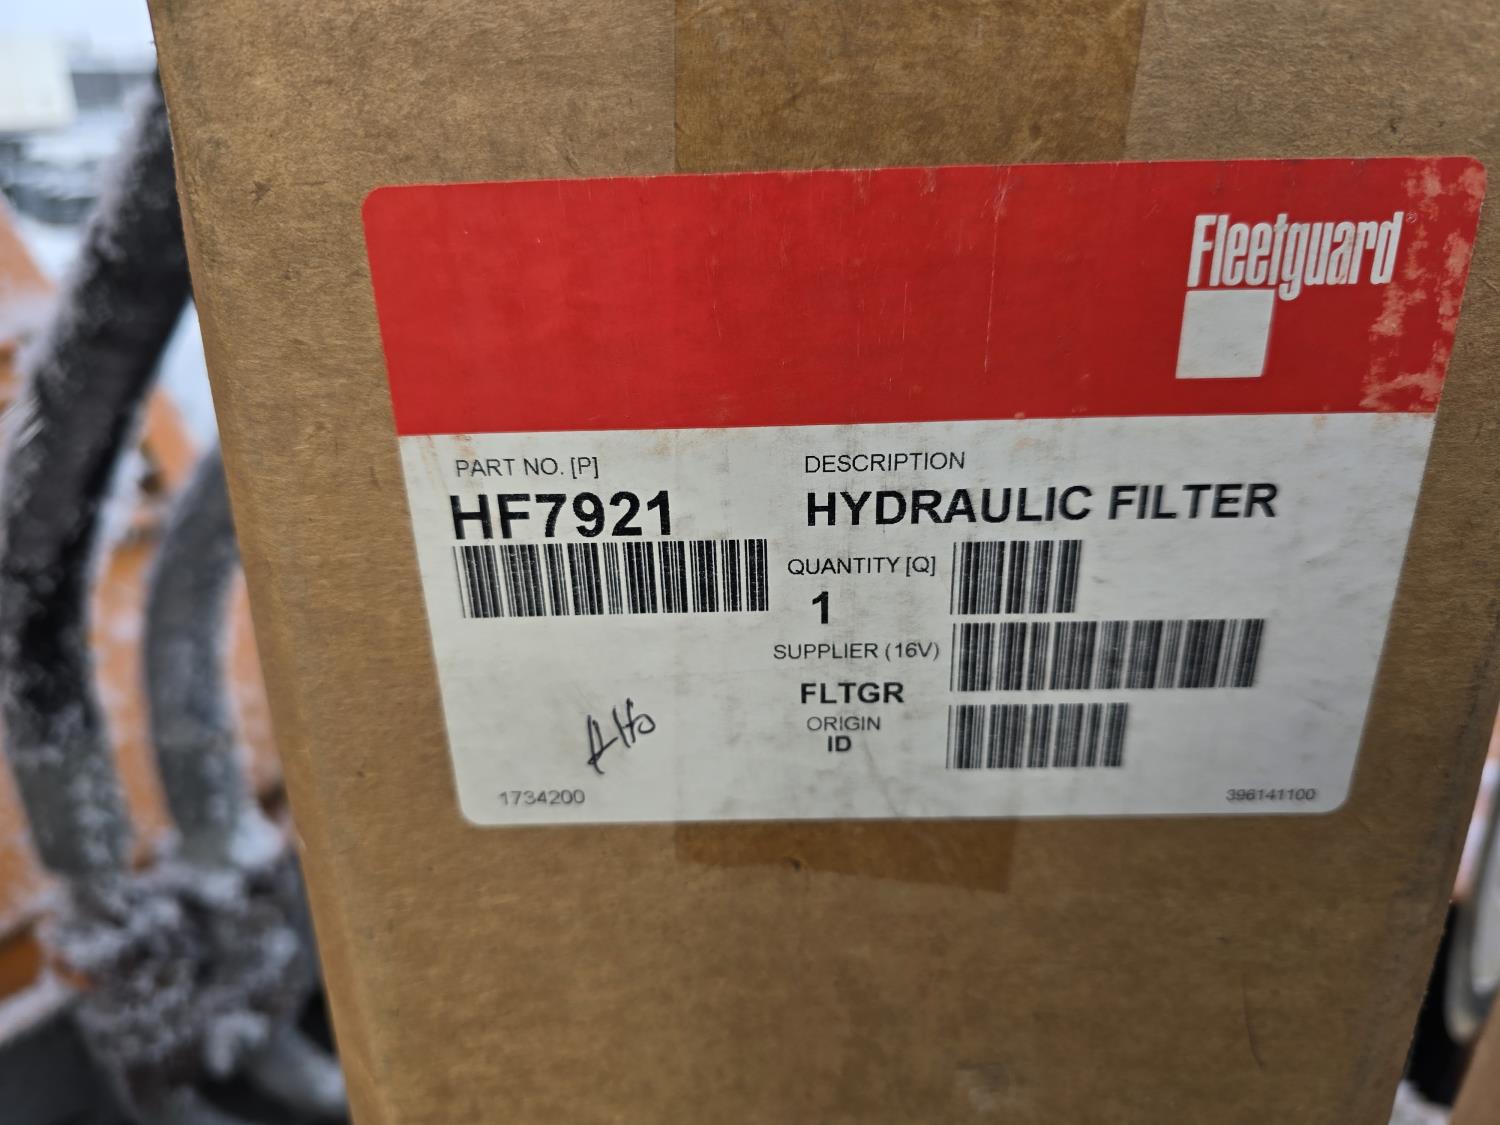 Fleetguard
PART NO. [P]
HF7921
DESCRIPTION
HYDRAULIC FILTER
QUANTITY [Q]
1
SUPPLIER (16V)
FLTGR
ORIGIN
ID
1734200
396141100